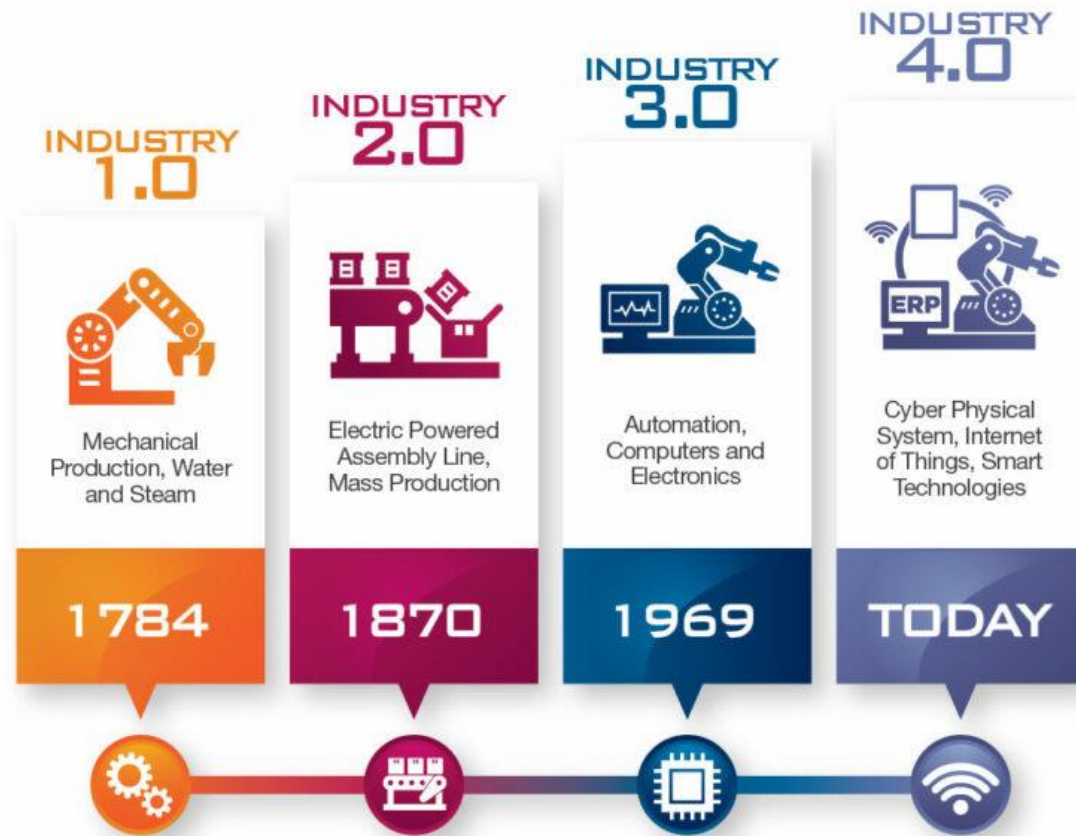 INDUSTRY
1.0
Mechanical
Production, Water
and Steam
1784
INDUSTRY
2.0
Electric Powered
Assembly Line,
Mass Production
1870
INDUSTRY
3.0
Automation,
Computers and
Electronics
1969
INDUSTRY
4.0
ERP
Cyber Physical
System, Internet
of Things, Smart
Technologies
TODAY